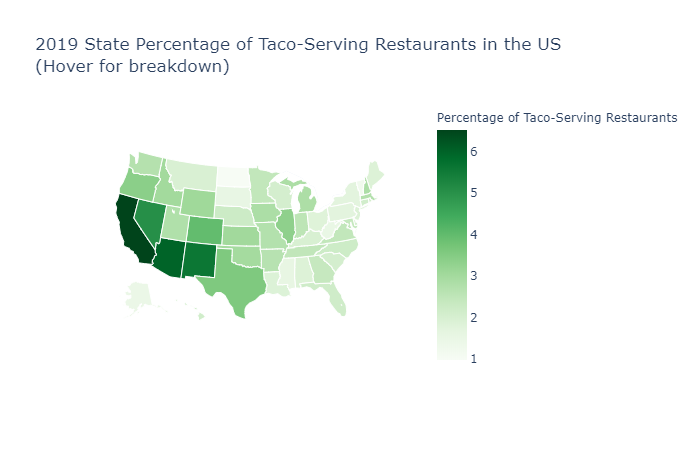 2019 State Percentage of Taco-Serving Restaurants in the US
(Hover for breakdown)
Percentage of Taco-Serving Restaurants
6
5
4
3
2
1